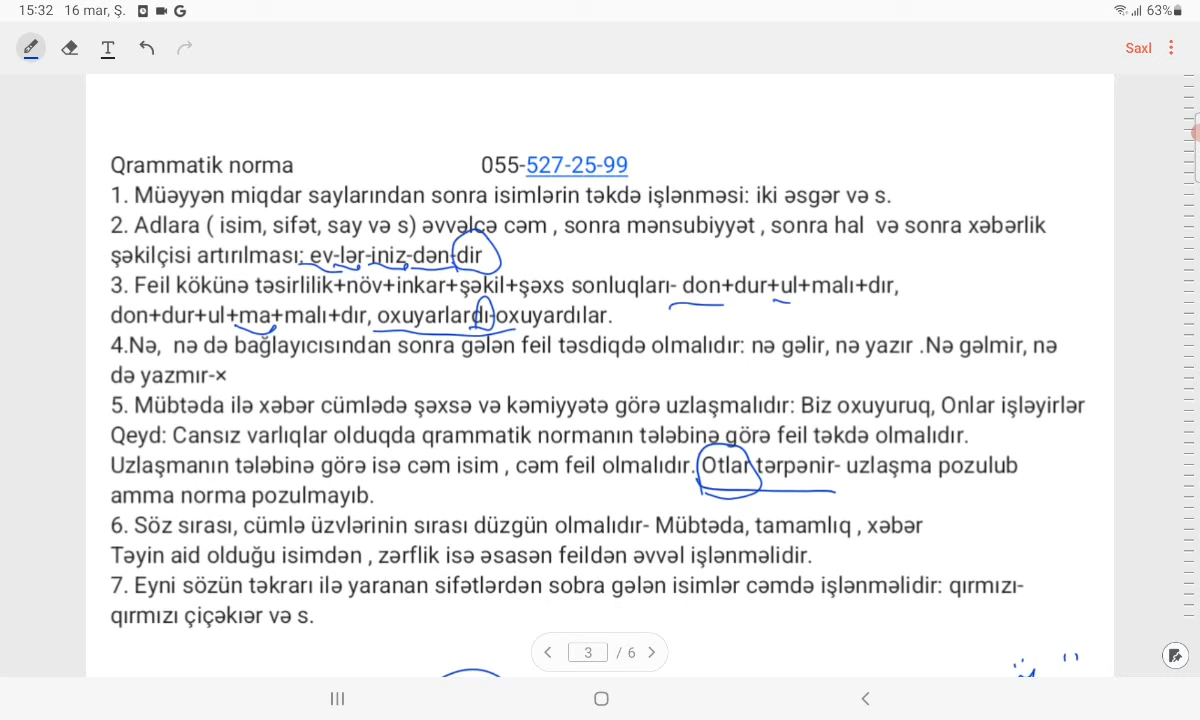 15:32 16 mar, Ş. G 63%
T Saxl
Qrammatik norma 055-527-25-99
1. Müəyyən miqdar saylarından sonra isimlərin təkdə işlənməsi: iki əsgər və s.
2. Adlara ( isim, sifət, say və s) əvvəlcə cəm , sonra mənsubiyyət , sonra hal və sonra xəbərlik
şəkilçisi artırılması: ev-lər-iniz-dən-dir
3. Feil kökünə təsirlilik+növ+inkar+şəkil+şəxs sonluqları- don+dur+ul+malı+dır,
don+dur+ul+ma+malı+dır, oxuyarlardı-oxuyardılar.
4.Nə, nə də bağlayıcısından sonra gələn feil təsdiqdə olmalıdır: nə gəlir, nə yazır .Nə gəlmir, nə
də yazmır-×
5. Mübtəda ilə xəbər cümlədə şəxsə və kəmiyyətə görə uzlaşmalıdır: Biz oxuyuruq, Onlar işləyirlər
Qeyd: Cansız varlıqlar olduqda qrammatik normanın tələbinə görə feil təkdə olmalıdır.
Uzlaşmanın tələbinə görə isə cəm isim , cəm feil olmalıdır. Otlar tərpənir- uzlaşma pozulub
amma norma pozulmayıb.
6. Söz sırası, cümlə üzvlərinin sırası düzgün olmalıdır- Mübtəda, tamamlıq , xəbər
Təyin aid olduğu isimdən , zərflik isə əsasən feildən əvvəl işlənməlidir.
7. Eyni sözün təkrarı ilə yaranan sifətlərdən sobra gələn isimlər cəmdə işlənməlidir: qırmızı-
qırmızı çiçəkıər və s.
3 / 6